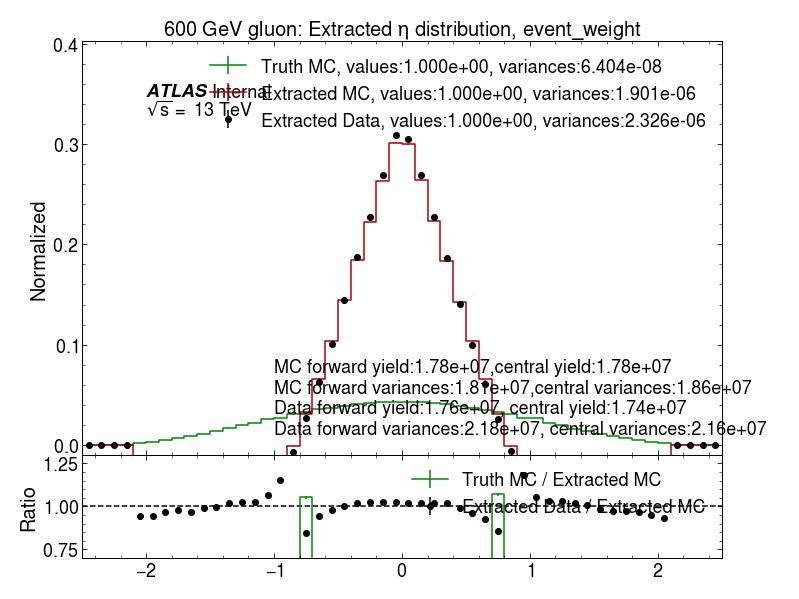 600 GeV gluon: Extracted η distribution, event_weight
0.4
Truth MC, values:1.000e+00, variances:6.404e-08
ATLAS Internal
Extracted MC, values:1.000e+00, variances:1.901e-06
√s = 13 TeV
Extracted Data, values:1.000e+00, variances:2.326e-06
0.3
Normalized
0.2
0.1
MC forward yield:1.78e+07,central yield:1.78e+07
MC forward variances:1.81e+07,central variances:1.86e+07
Data forward yield:1.76e+07, central yield:1.74e+07
Data forward variances:2.18e+07, central variances:2.16e+07
0.0
1.25
Truth MC / Extracted MC
Ratio
1.00
Extracted Data / Extracted MC
0.75
−2 −1 0 1 2